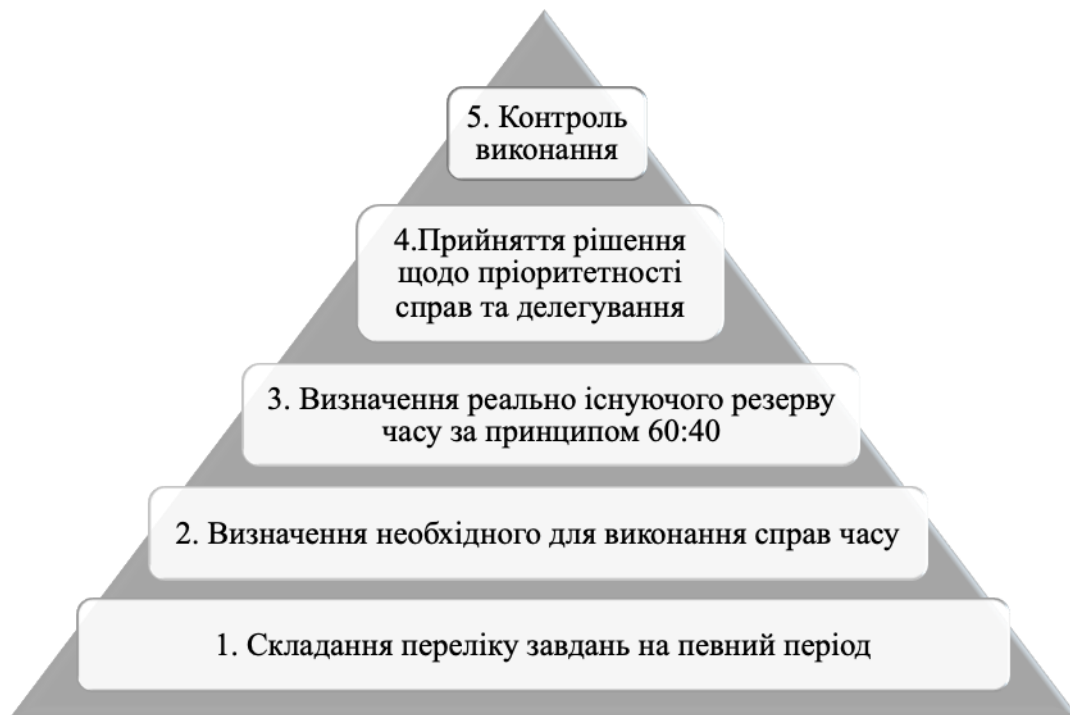 5. Контроль
виконання
4.Прийняття рішення
щодо пріоритетності
справ та делегування
3. Визначення реально існуючого резерву
часу за принципом 60:40
2. Визначення необхідного для виконання справ часу
1. Складання переліку завдань на певний період